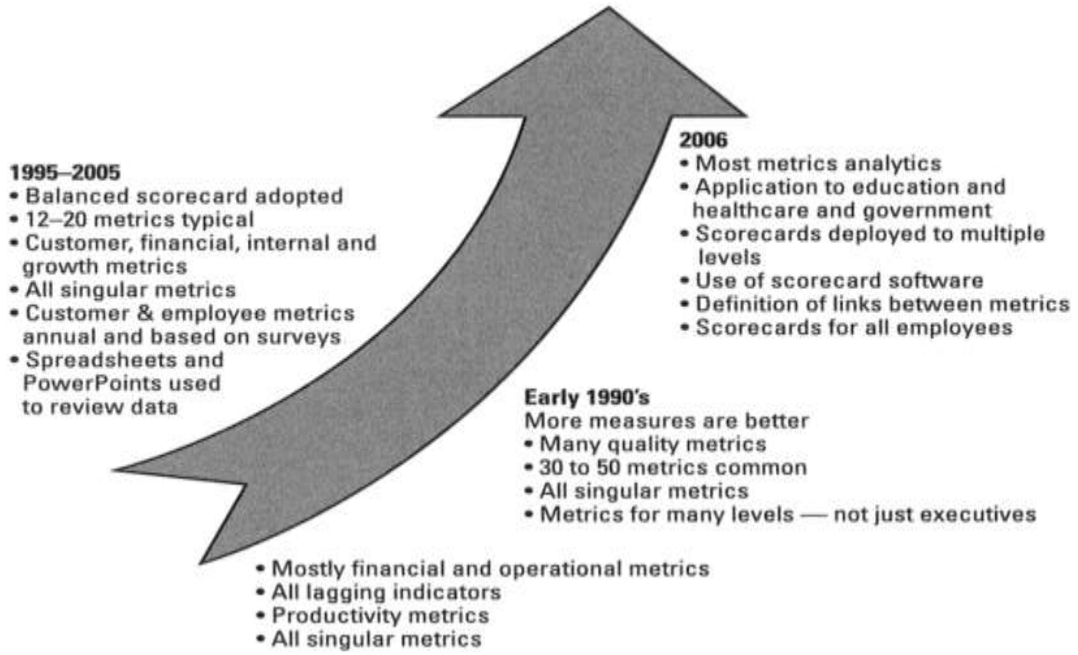 1995–2005
• Balanced scorecard adopted
• 12–20 metrics typical
• Customer, financial, internal and
growth metrics
• All singular metrics
• Customer & employee metrics
annual and based on surveys
• Spreadsheets and
PowerPoints used
to review data
2006
• Most metrics analytics
• Application to education and
healthcare and government
• Scorecards deployed to multiple
levels
• Use of scorecard software
• Definition of links between metrics
• Scorecards for all employees
Early 1990's
More measures are better
• Many quality metrics
• 30 to 50 metrics common
• All singular metrics
• Metrics for many levels — not just executives
• Mostly financial and operational metrics
• All lagging indicators
• Productivity metrics
• All singular metrics